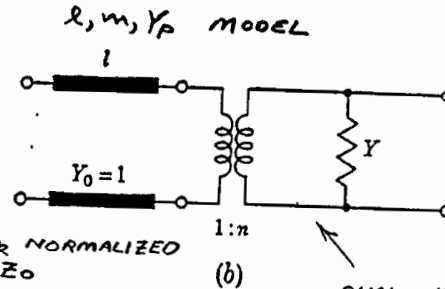 l, m, Yp MODEL
l
Y
Y₀ = 1
1:n
NORMALIZED
Z₀
(b)